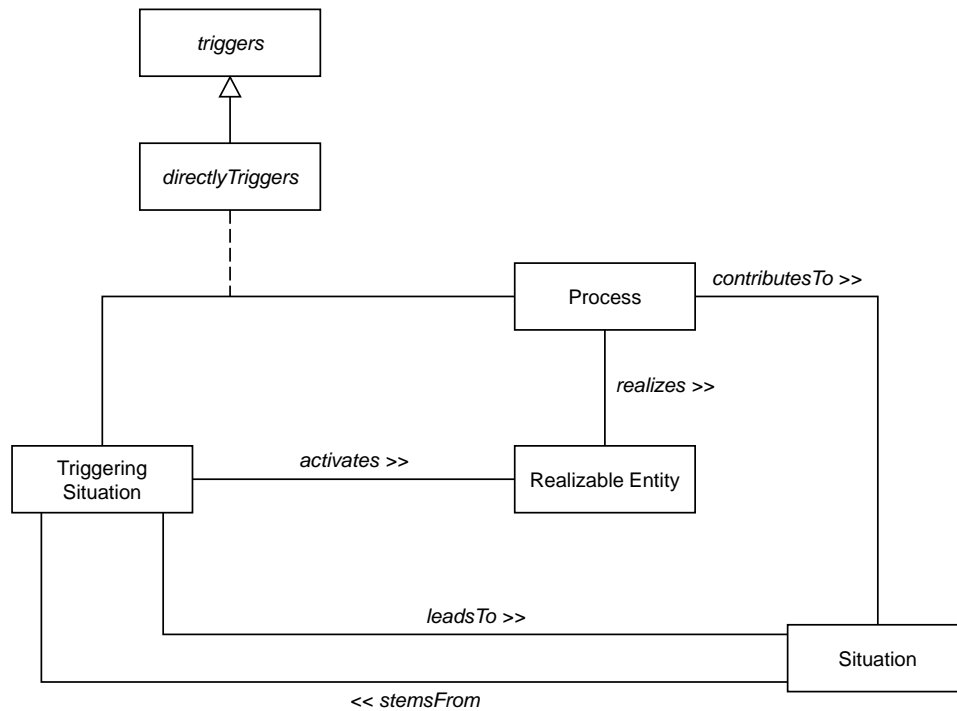 triggers
directlyTriggers
contributesTo >>
Process
realizes >>
Triggering
Situation
activates >>
Realizable Entity
leadsTo >>
Situation
<< stemsFrom